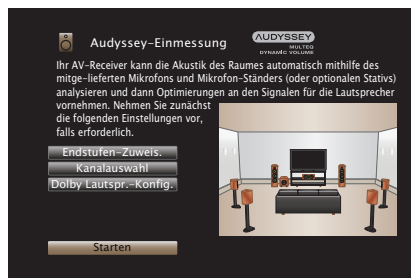 Audyssey-Einmessung
AUDYSSEY
MULTEQ
DYNAMIC VOLUME
Ihr AV-Receiver kann die Akustik des Raumes automatisch mithilfe des
mitge-lieferten Mikrofons und Mikrofon-Ständers (oder optionalen Stativs)
analysieren und dann Optimierungen an den Signalen für die Lautsprecher
vornehmen. Nehmen Sie zunächst
die folgenden Einstellungen vor,
falls erforderlich.
Endstufen-Zuweis.
Kanalauswahl
Dolby Lautspr.-Konfig.
Starten